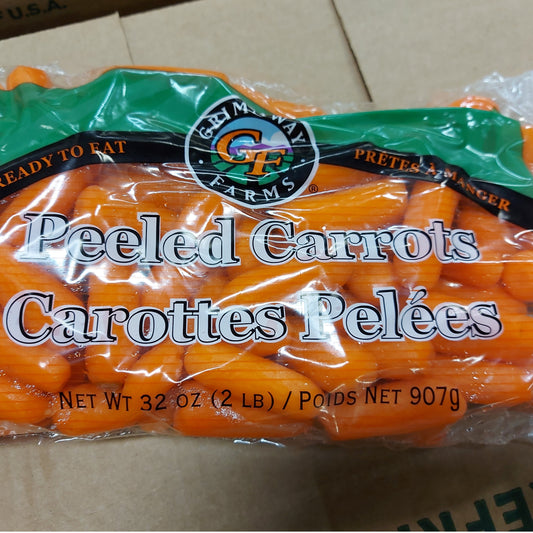 F U.S.A.
READY TO EAT
GRIMMWAY
GF
FARMS
®
PRETES A MANGER
Peeled Carrots
Carottes Pelées
NET WT 32 OZ (2 LB) / POIDS NET 907g
REFRI